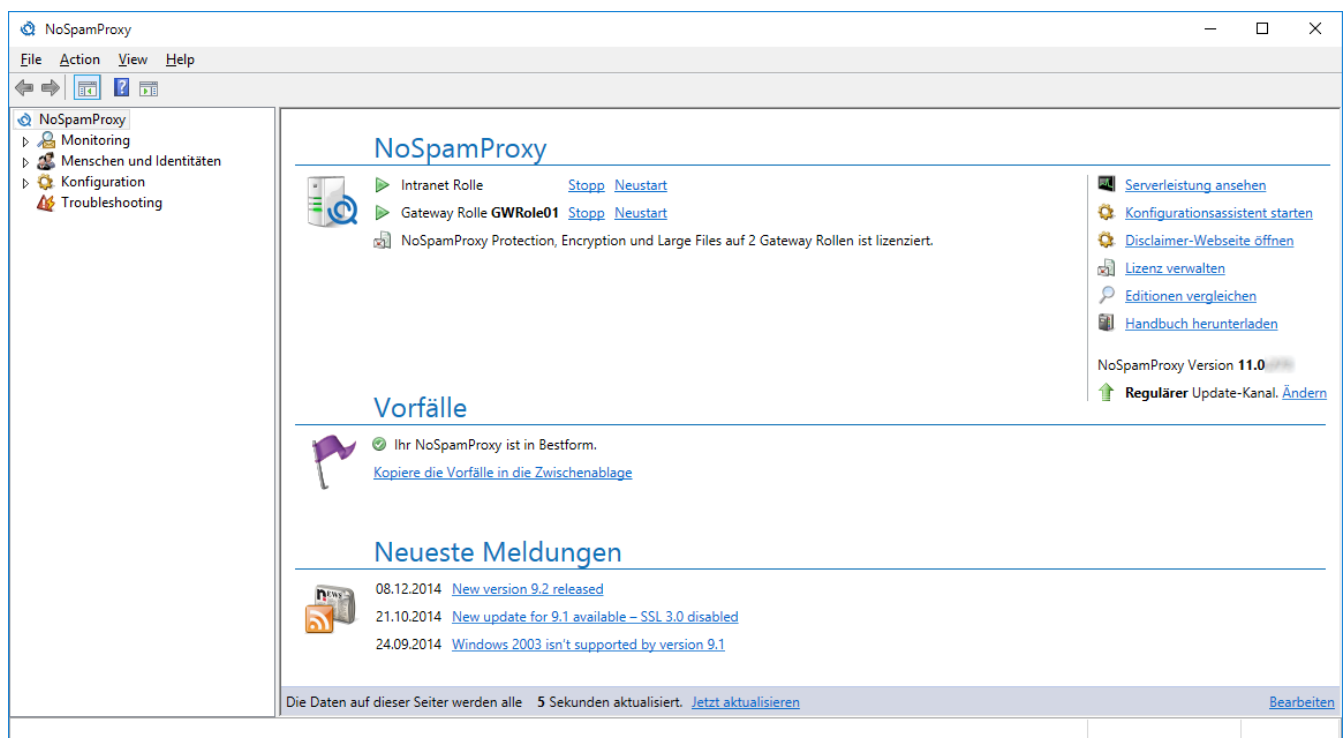 NoSpamProxy
File Action View Help
NoSpamProxy
Monitoring
Menschen und Identitäten
Konfiguration
Troubleshooting
NoSpamProxy
Intranet Rolle Stopp Neustart
Gateway Rolle GWRole01 Stopp Neustart
NoSpamProxy Protection, Encryption und Large Files auf 2 Gateway Rollen ist lizenziert.
Serverleistung ansehen
Konfigurationsassistent starten
Disclaimer-Webseite öffnen
Lizenz verwalten
Editionen vergleichen
Handbuch herunterladen
NoSpamProxy Version 11.0
Regulärer Update-Kanal. Ändern
Vorfälle
Ihr NoSpamProxy ist in Bestform.
Kopiere die Vorfälle in die Zwischenablage
Neueste Meldungen
NEWS
08.12.2014 New version 9.2 released
21.10.2014 New update for 9.1 available – SSL 3.0 disabled
24.09.2014 Windows 2003 isn't supported by version 9.1
Die Daten auf dieser Seiter werden alle 5 Sekunden aktualisiert. Jetzt aktualisieren Bearbeiten